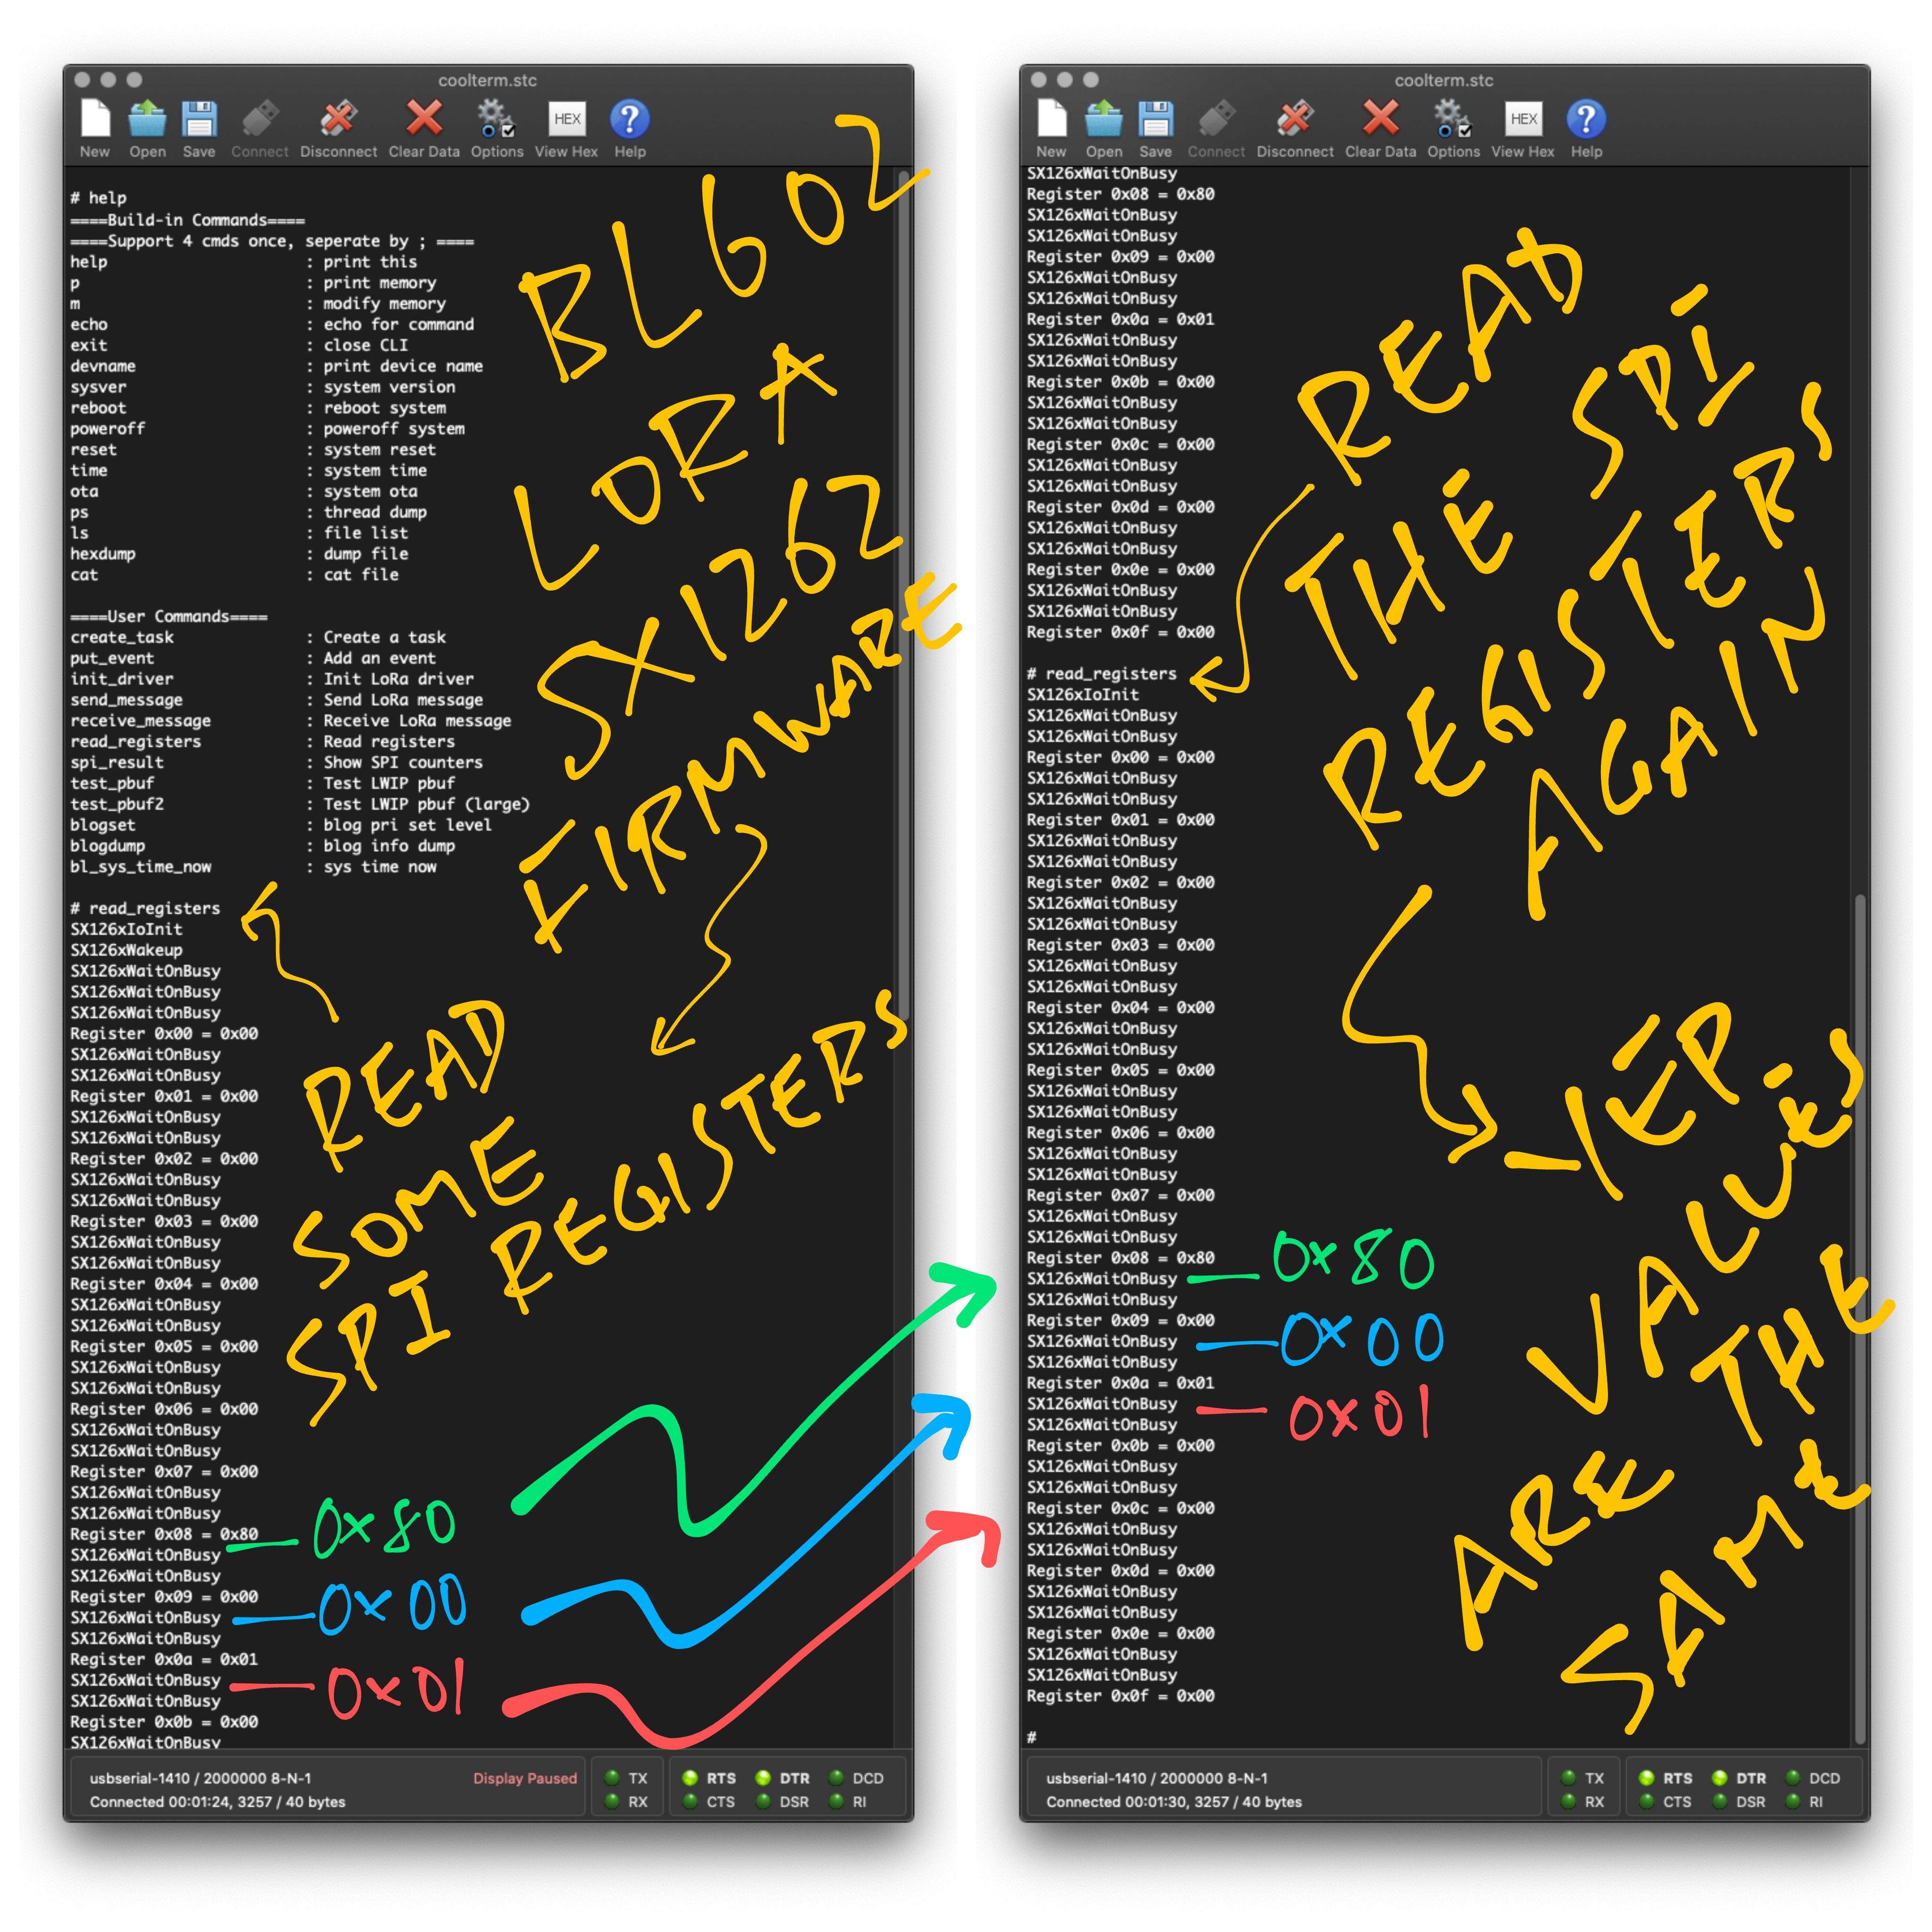 coolterm.stc
New Open Save Connect Disconnect Clear Data Options View Hex Help
# help
====Build-in Commands====
====Support 4 cmds once, seperate by ; ====
help : print this
p : print memory
m : modify memory
echo : echo for command
exit : close CLI
devname : print device name
sysver : system version
reboot : reboot system
poweroff : poweroff system
reset : system reset
time : system time
ota : system ota
ps : thread dump
ls : file list
hexdump : dump file
cat : cat file
====User Commands====
create_task : Create a task
put_event : Add an event
init_driver : Init LoRa driver
send_message : Send LoRa message
receive_message : Receive LoRa message
read_registers : Read registers
spi_result : Show SPI counters
test_pbuf : Test LWIP pbuf
test_pbuf2 : Test LWIP pbuf (large)
blogset : blog pri set level
blogdump : blog info dump
bl_sys_time_now : sys time now
# read_registers
SX126xIoInit
SX126xWakeup
SX126xWaitOnBusy
SX126xWaitOnBusy
SX126xWaitOnBusy
Register 0x00 = 0x00
SX126xWaitOnBusy
SX126xWaitOnBusy
Register 0x01 = 0x00
SX126xWaitOnBusy
SX126xWaitOnBusy
Register 0x02 = 0x00
SX126xWaitOnBusy
SX126xWaitOnBusy
Register 0x03 = 0x00
SX126xWaitOnBusy
SX126xWaitOnBusy
Register 0x04 = 0x00
SX126xWaitOnBusy
SX126xWaitOnBusy
Register 0x05 = 0x00
SX126xWaitOnBusy
SX126xWaitOnBusy
Register 0x06 = 0x00
SX126xWaitOnBusy
SX126xWaitOnBusy
Register 0x07 = 0x00
SX126xWaitOnBusy
SX126xWaitOnBusy
Register 0x08 = 0x80
SX126xWaitOnBusy
SX126xWaitOnBusy
Register 0x09 = 0x00
SX126xWaitOnBusy
SX126xWaitOnBusy
Register 0x0a = 0x01
SX126xWaitOnBusy
SX126xWaitOnBusy
Register 0x0b = 0x00
SX126xWaitOnBusy
BL602
LORA
SX1262
FIRMWARE
READ
SOME
SPI REGISTERS
0x80
0x00
0x01
usbserial-1410 / 2000000 8-N-1 Display Paused
Connected 00:01:24, 3257 / 40 bytes
TX RTS DTR DCD
RX CTS DSR RI
coolterm.stc
New Open Save Connect Disconnect Clear Data Options View Hex Help
SX126xWaitOnBusy
Register 0x08 = 0x80
SX126xWaitOnBusy
SX126xWaitOnBusy
Register 0x09 = 0x00
SX126xWaitOnBusy
SX126xWaitOnBusy
Register 0x0a = 0x01
SX126xWaitOnBusy
SX126xWaitOnBusy
Register 0x0b = 0x00
SX126xWaitOnBusy
SX126xWaitOnBusy
Register 0x0c = 0x00
SX126xWaitOnBusy
SX126xWaitOnBusy
Register 0x0d = 0x00
SX126xWaitOnBusy
SX126xWaitOnBusy
Register 0x0e = 0x00
SX126xWaitOnBusy
SX126xWaitOnBusy
Register 0x0f = 0x00
# read_registers
SX126xIoInit
SX126xWaitOnBusy
SX126xWaitOnBusy
Register 0x00 = 0x00
SX126xWaitOnBusy
SX126xWaitOnBusy
Register 0x01 = 0x00
SX126xWaitOnBusy
SX126xWaitOnBusy
Register 0x02 = 0x00
SX126xWaitOnBusy
SX126xWaitOnBusy
Register 0x03 = 0x00
SX126xWaitOnBusy
SX126xWaitOnBusy
Register 0x04 = 0x00
SX126xWaitOnBusy
SX126xWaitOnBusy
Register 0x05 = 0x00
SX126xWaitOnBusy
SX126xWaitOnBusy
Register 0x06 = 0x00
SX126xWaitOnBusy
SX126xWaitOnBusy
Register 0x07 = 0x00
SX126xWaitOnBusy
SX126xWaitOnBusy
Register 0x08 = 0x80
SX126xWaitOnBusy
SX126xWaitOnBusy
Register 0x09 = 0x00
SX126xWaitOnBusy
SX126xWaitOnBusy
Register 0x0a = 0x01
SX126xWaitOnBusy
SX126xWaitOnBusy
Register 0x0b = 0x00
SX126xWaitOnBusy
SX126xWaitOnBusy
Register 0x0c = 0x00
SX126xWaitOnBusy
SX126xWaitOnBusy
Register 0x0d = 0x00
SX126xWaitOnBusy
SX126xWaitOnBusy
Register 0x0e = 0x00
SX126xWaitOnBusy
SX126xWaitOnBusy
Register 0x0f = 0x00
#
READ
THE SPI
REGISTERS
AGAIN
YEP
VALUES
ARE THE
SAME
0x80
0x00
0x01
usbserial-1410 / 2000000 8-N-1
Connected 00:01:30, 3257 / 40 bytes
TX RTS DTR DCD
RX CTS DSR RI